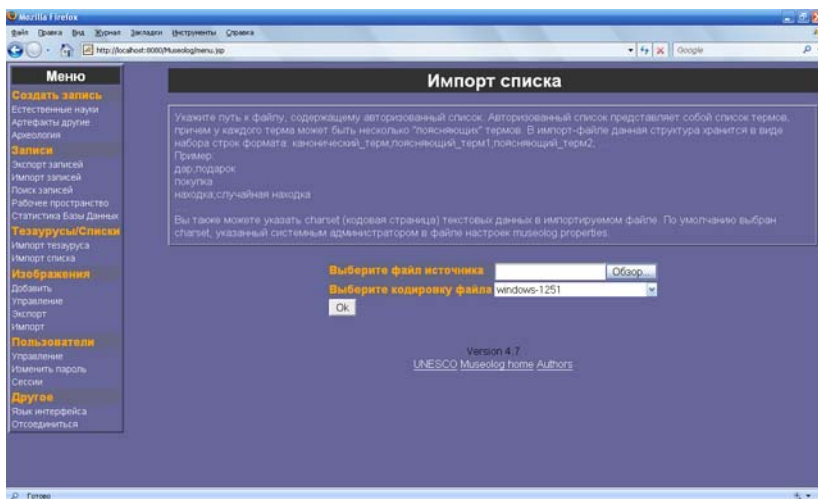 Mozilla Firefox
Файл Правка Вид Журнал Закладки Инструменты Справка
http://localhost:8080/Museolog/menu.jsp
Google
Меню
Создать запись
Естественные науки
Артефакты другие
Археология
Записи
Экспорт записей
Импорт записей
Поиск записей
Рабочее пространство
Статистика Базы Данных
Тезаурусы/Списки
Импорт тезауруса
Импорт списка
Изображения
Добавить
Управление
Экспорт
Импорт
Пользователи
Управление
Изменить пароль
Сессии
Другое
Язык интерфейса
Отсоединиться
Импорт списка
Укажите путь к файлу, содержащему авторизованный список. Авторизованный список представляет собой список термов,
причем у каждого терма может быть несколько "поясняющих" термов. В импорт-файле данная структура хранится в виде
набора строк формата: канонический_терм;поясняющий_терм1;поясняющий_терм2;
Пример:
дар;подарок
покупка
находка;случайная находка
Вы также можете указать charset (кодовая страница) текстовых данных в импортируемом файле. По умолчанию выбран
charset, указанный системным администратором в файле настроек museolog.properties.
Выберите файл источника
Обзор...
Выберите кодировку файла windows-1251
Ok
Version 4.7
UNESCO Museolog home Authors
Готово